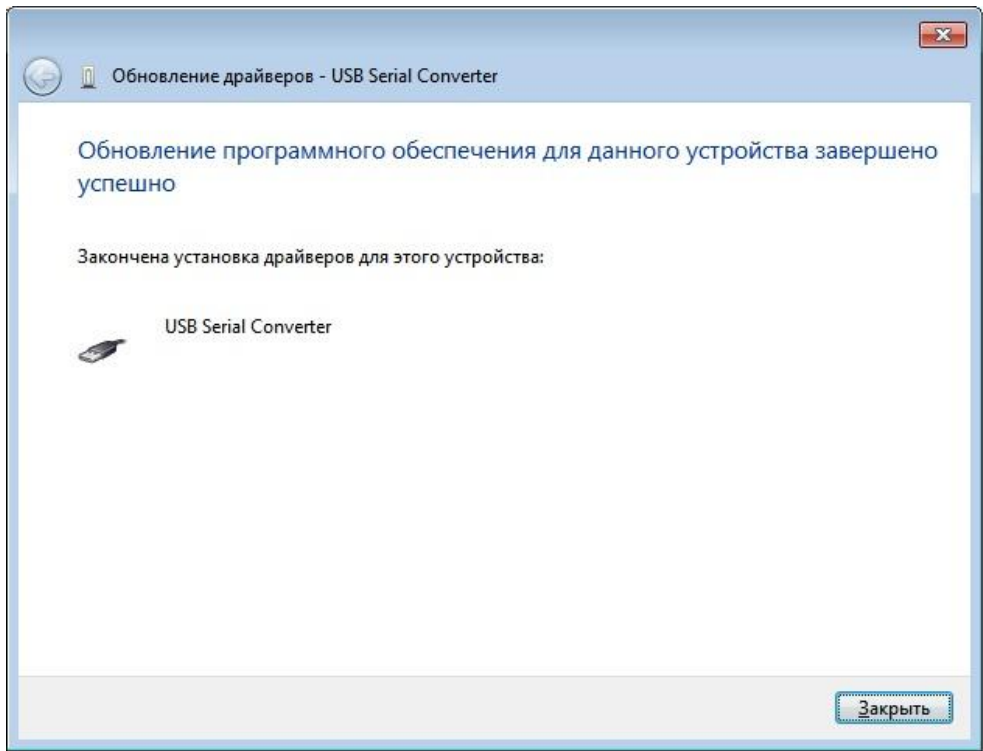 Обновление драйверов - USB Serial Converter
Обновление программного обеспечения для данного устройства завершено
успешно
Закончена установка драйверов для этого устройства:
USB Serial Converter
Закрыть